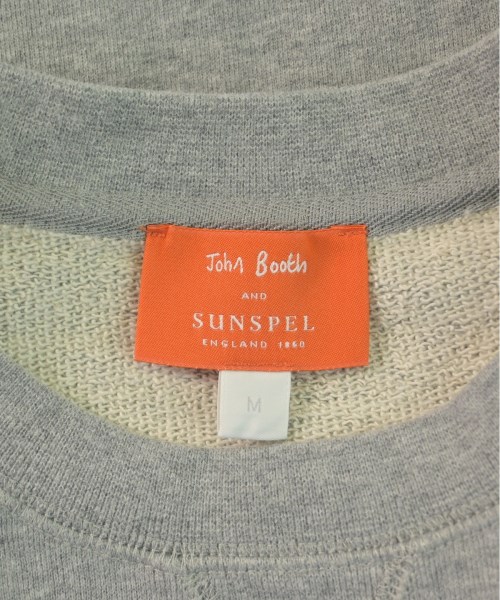 John Booth
AND
SUNSPEL
ENGLAND 1860
M